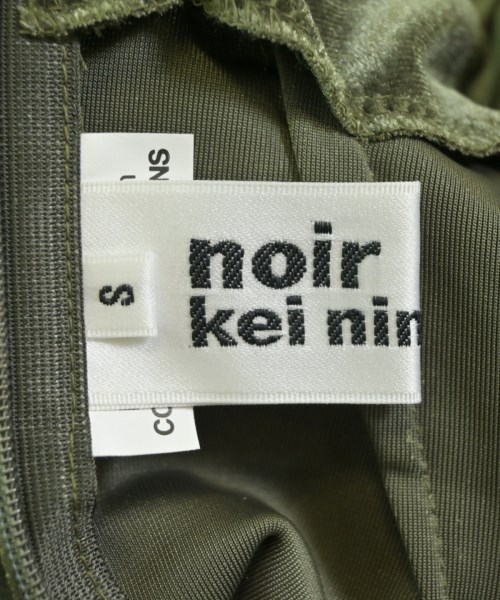 noir
kei nin
S